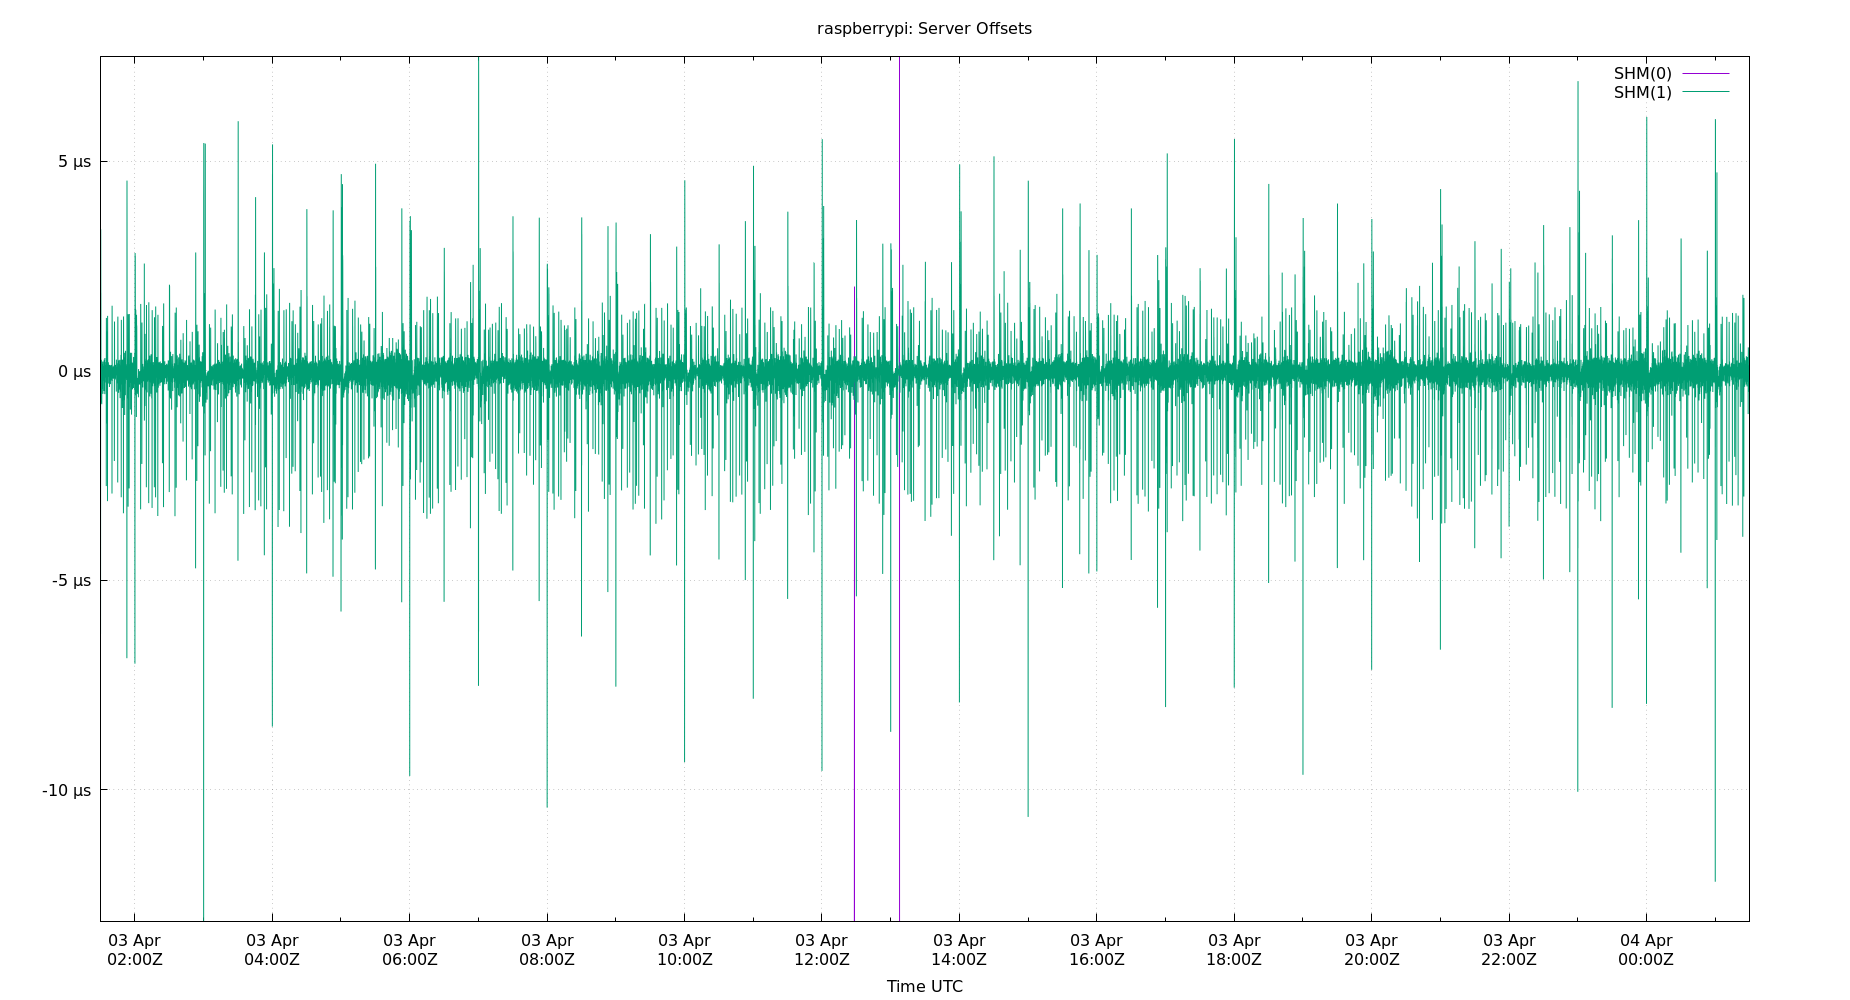 raspberrypi: Server Offsets
SHM(0)
SHM(1)
5 µs
0 µs
-5 µs
-10 µs
03 Apr 03 Apr 03 Apr 03 Apr 03 Apr 03 Apr 03 Apr 03 Apr 03 Apr 03 Apr 03 Apr 04 Apr
02:00Z 04:00Z 06:00Z 08:00Z 10:00Z 12:00Z 14:00Z 16:00Z 18:00Z 20:00Z 22:00Z 00:00Z
Time UTC